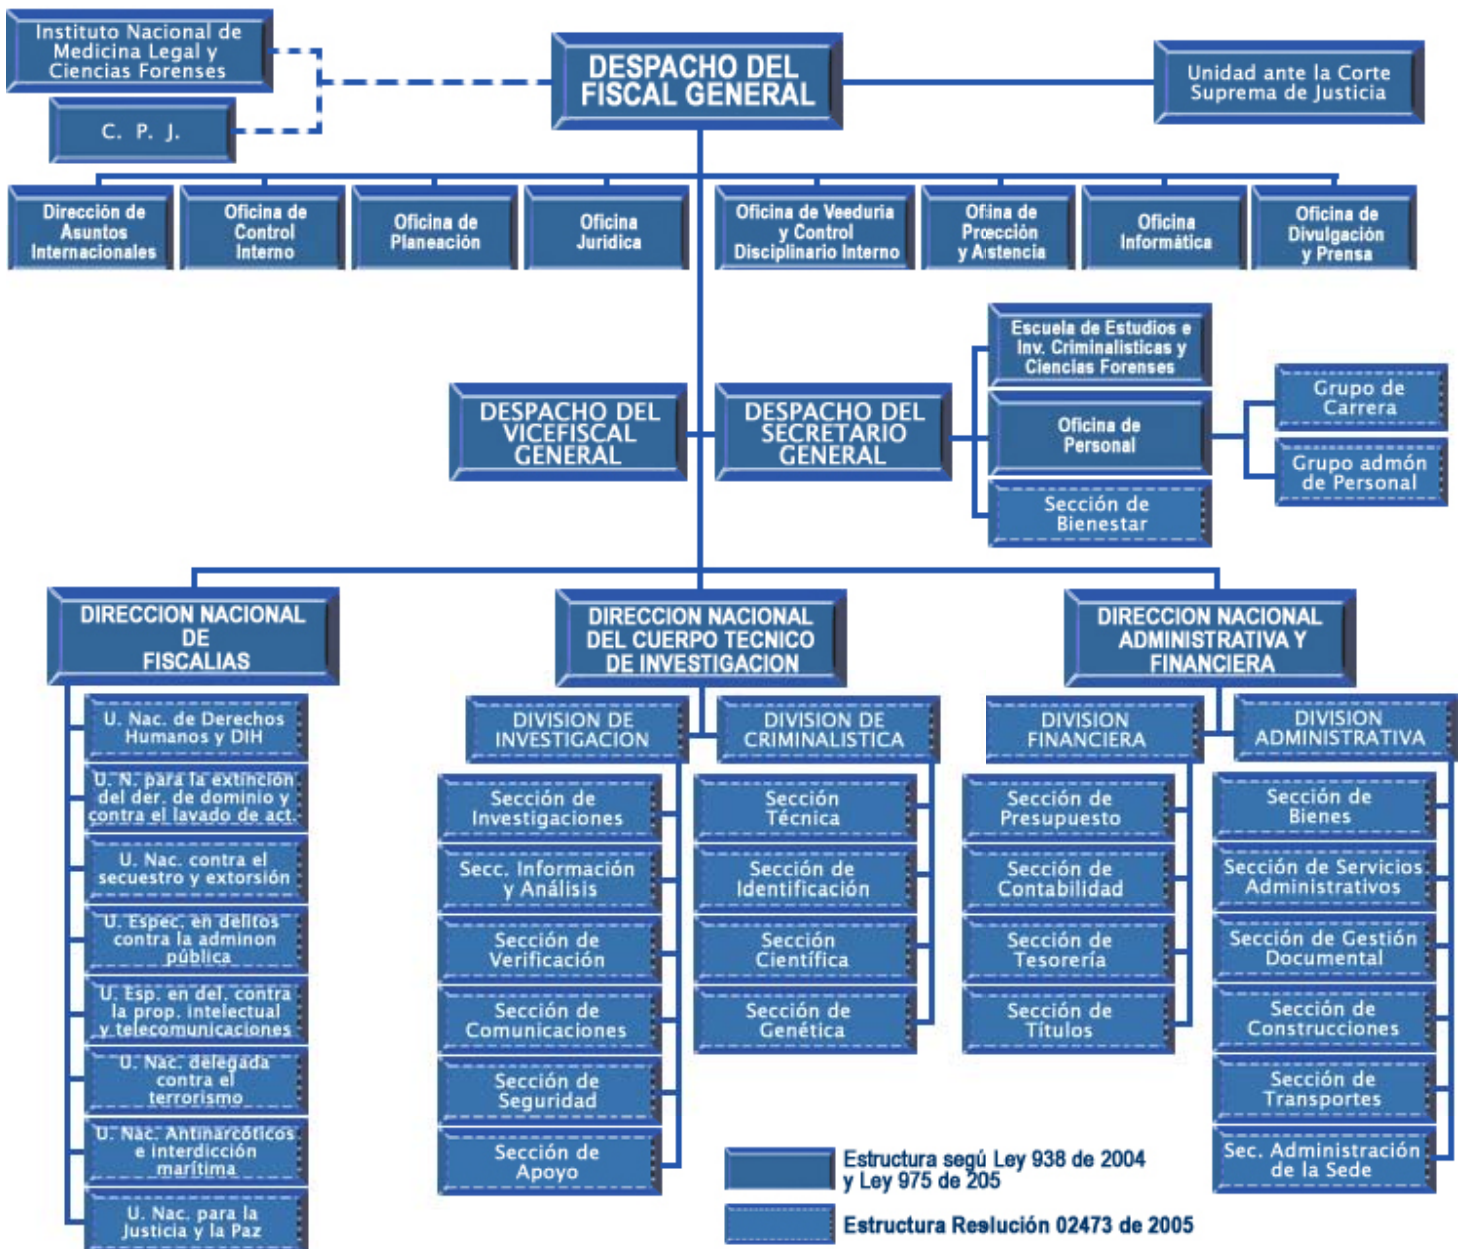 Instituto Nacional de
Medicina Legal y
Ciencias Forenses
C. P. J.
DESPACHO DEL
FISCAL GENERAL
Unidad ante la Corte
Suprema de Justicia
Dirección de
Asuntos
Internacionales
Oficina de
Control
Interno
Oficina de
Planeación
Oficina
Juridica
Oficina de Veeduria
y Control
Disciplinario Interno
Ofiina de
Proección
y Aistencia
Oficina
Informática
Oficina de
Divulgación
y Prensa
DESPACHO DEL
VICEFISCAL
GENERAL
DESPACHO DEL
SECRETARIO
GENERAL
Escuela de Estudios e
Inv. Criminalisticas y
Ciencias Forenses
Oficina de
Personal
Sección de
Bienestar
Grupo de
Carrera
Grupo admón
de Personal
DIRECCION NACIONAL
DE
FISCALIAS
U. Nac. de Derechos
Humanos y DIH
U. N. para la extinción
del der. de dominio y
contra el lavado de act.
U. Nac. contra el
secuestro y extorsión
U. Espec. en delitos
contra la adminon
pública
U. Esp. en del. contra
la prop. intelectual
y telecomunicaciones
U. Nac. delegada
contra el
terrorismo
U. Nac. Antinarcóticos
e interdicción
marítima
U. Nac. para la
Justicia y la Paz
DIRECCION NACIONAL
DEL CUERPO TECNICO
DE INVESTIGACION
DIVISION DE
INVESTIGACION
Sección de
Investigaciones
Secc. Información
y Análisis
Sección de
Verificación
Sección de
Comunicaciones
Sección de
Seguridad
Sección de
Apoyo
DIVISION DE
CRIMINALISTICA
Sección
Técnica
Sección de
Identificación
Sección
Científica
Sección de
Genética
DIRECCION NACIONAL
ADMINISTRATIVA Y
FINANCIERA
DIVISION
FINANCIERA
Sección de
Presupuesto
Sección de
Contabilidad
Sección de
Tesorería
Sección de
Títulos
DIVISION
ADMINISTRATIVA
Sección de
Bienes
Sección de Servicios
Administrativos
Sección de Gestión
Documental
Sección de
Construcciones
Sección de
Transportes
Sec. Administración
de la Sede
Estructura segú Ley 938 de 2004
y Ley 975 de 205
Estructura Reslución 02473 de 2005